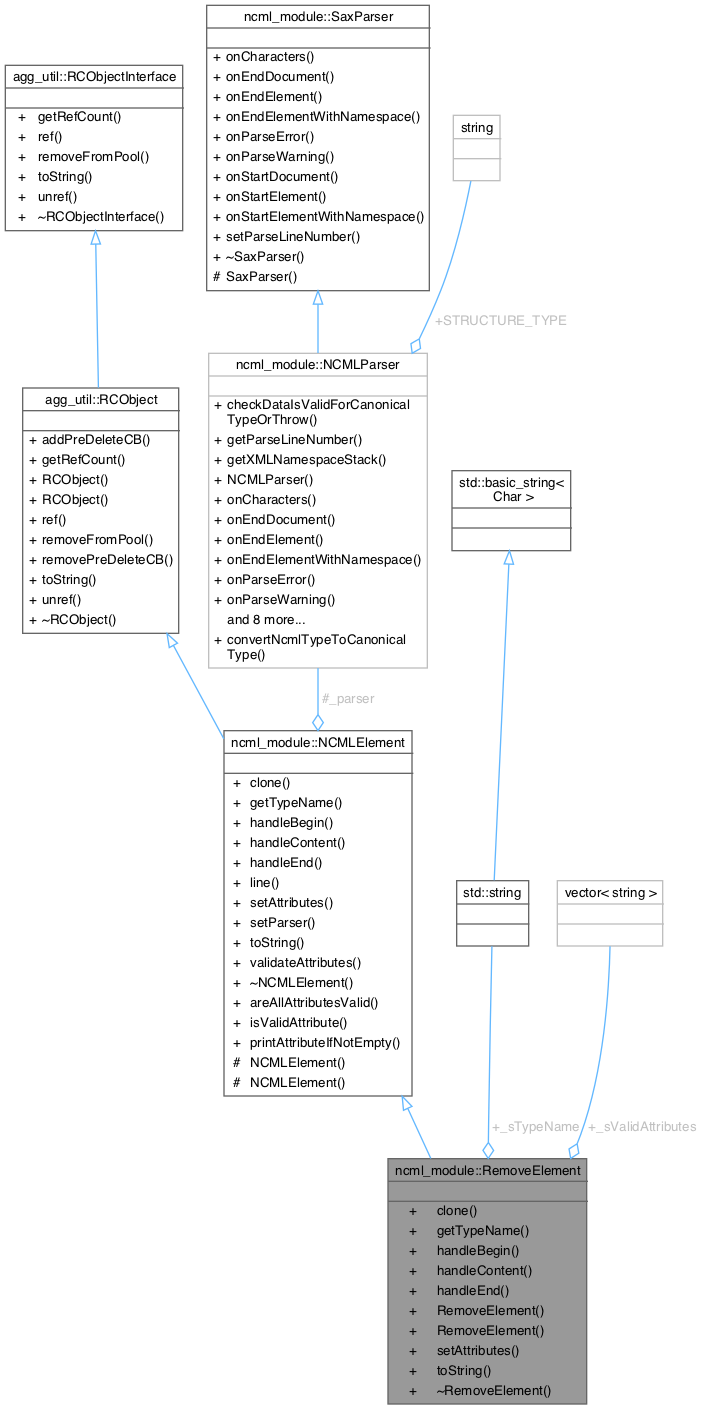 ncml_module::SaxParser
+ onCharacters()
+ onEndDocument()
+ onEndElement()
+ onEndElementWithNamespace()
+ onParseError()
+ onParseWarning()
+ onStartDocument()
+ onStartElement()
+ onStartElementWithNamespace()
+ setParseLineNumber()
+ ~SaxParser()
# SaxParser()
agg_util::RCObjectInterface
+ getRefCount()
+ ref()
+ removeFromPool()
+ toString()
+ unref()
+ ~RCObjectInterface()
string
+STRUCTURE_TYPE
ncml_module::NCMLParser
+ checkDataIsValidForCanonical
TypeOrThrow()
+ getParseLineNumber()
+ getXMLNamespaceStack()
+ NCMLParser()
+ onCharacters()
+ onEndDocument()
+ onEndElement()
+ onEndElementWithNamespace()
+ onParseError()
+ onParseWarning()
and 8 more...
+ convertNcmlTypeToCanonical
Type()
agg_util::RCObject
+ addPreDeleteCB()
+ getRefCount()
+ RCObject()
+ RCObject()
+ ref()
+ removeFromPool()
+ removePreDeleteCB()
+ toString()
+ unref()
+ ~RCObject()
std::basic_string<
Char >
#_parser
ncml_module::NCMLElement
+ clone()
+ getTypeName()
+ handleBegin()
+ handleContent()
+ handleEnd()
+ line()
+ setAttributes()
+ setParser()
+ toString()
+ validateAttributes()
+ ~NCMLElement()
+ areAllAttributesValid()
+ isValidAttribute()
+ printAttributeIfNotEmpty()
# NCMLElement()
# NCMLElement()
std::string
vector< string >
+_sTypeName
+_sValidAttributes
ncml_module::RemoveElement
+ clone()
+ getTypeName()
+ handleBegin()
+ handleContent()
+ handleEnd()
+ RemoveElement()
+ RemoveElement()
+ setAttributes()
+ toString()
+ ~RemoveElement()